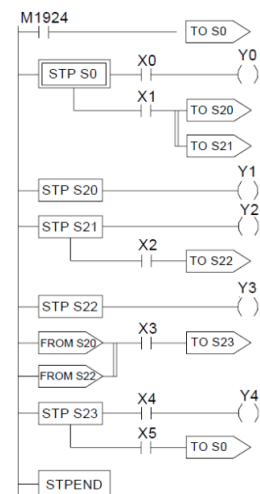 M1924
TO S0
STP S0 X0 Y0
X1
TO S20
TO S21
STP S20 Y1
STP S21 Y2
X2
TO S22
STP S22 Y3
FROM S20 X3 TO S23
FROM S22
STP S23 X4 Y4
X5
TO S0
STPEND